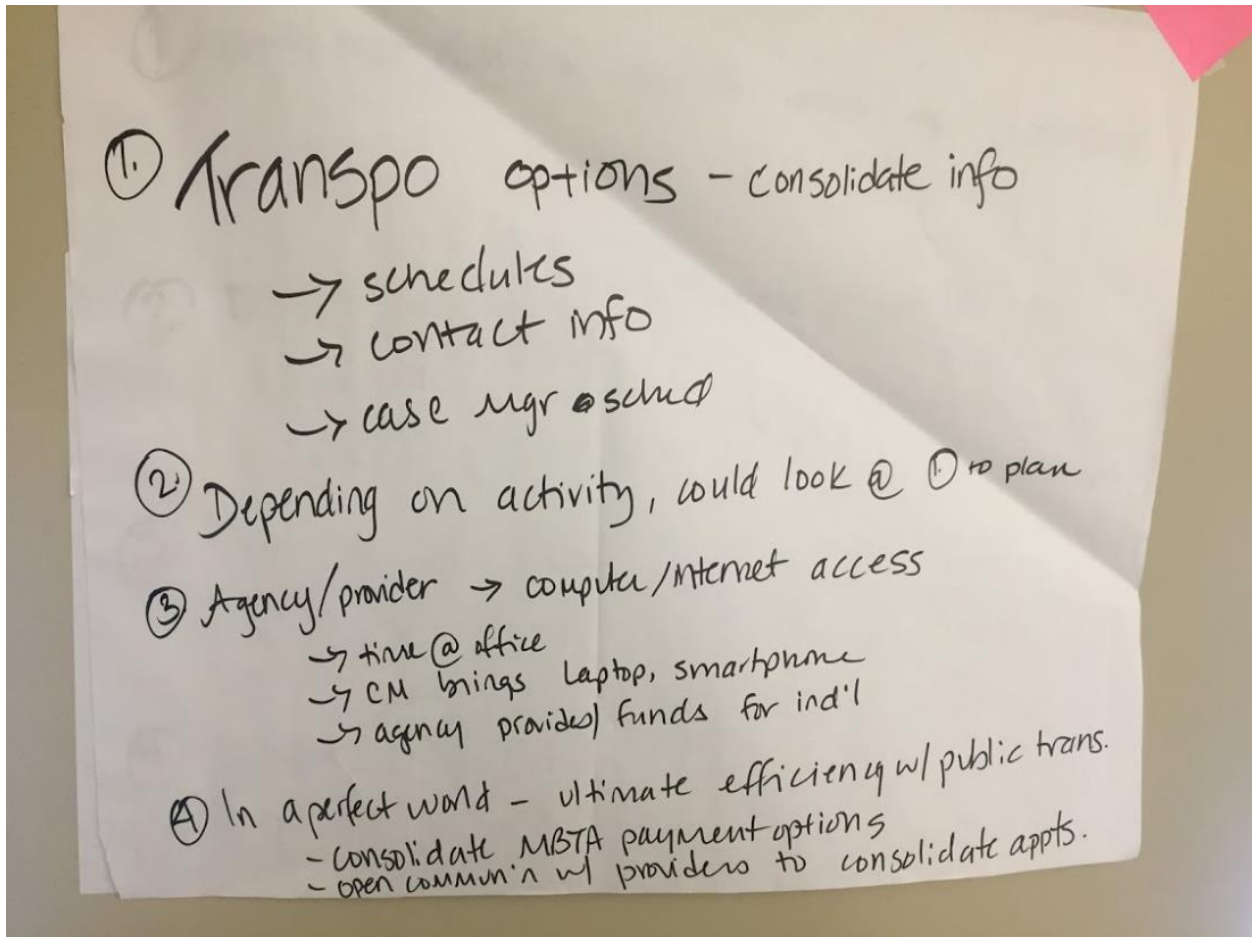 ① Transpo options - consolidate info
→ schedules
→ contact info
→ case mgr sched
② Depending on activity, could look @ ① to plan
③ Agency/provider → computer/internet access
→ time @ office
→ CM brings laptop, smartphone
→ agency provides/funds for ind'l
④ In a perfect world - ultimate efficiency w/ public trans.
- consolidate MBTA payment options
- open commun'n w/ providers to consolidate appts.